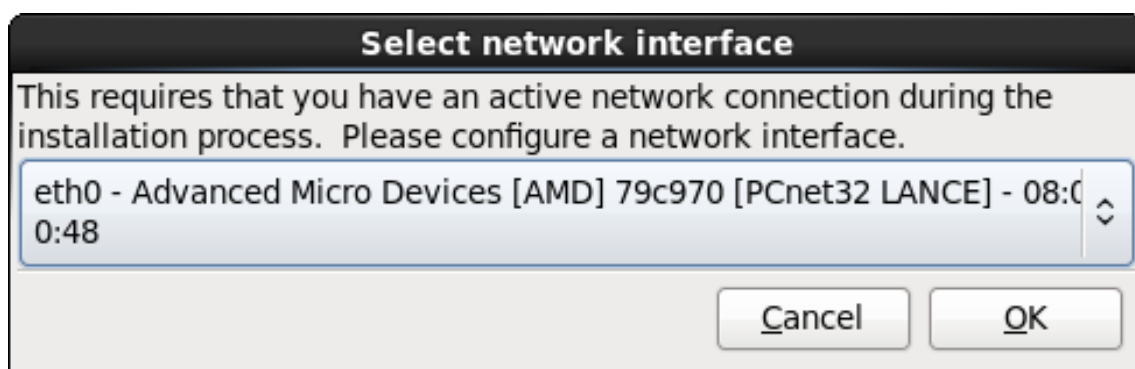 Select network interface
This requires that you have an active network connection during the
installation process.  Please configure a network interface.
eth0 - Advanced Micro Devices [AMD] 79c970 [PCnet32 LANCE] - 08:0
0:48
Cancel
OK